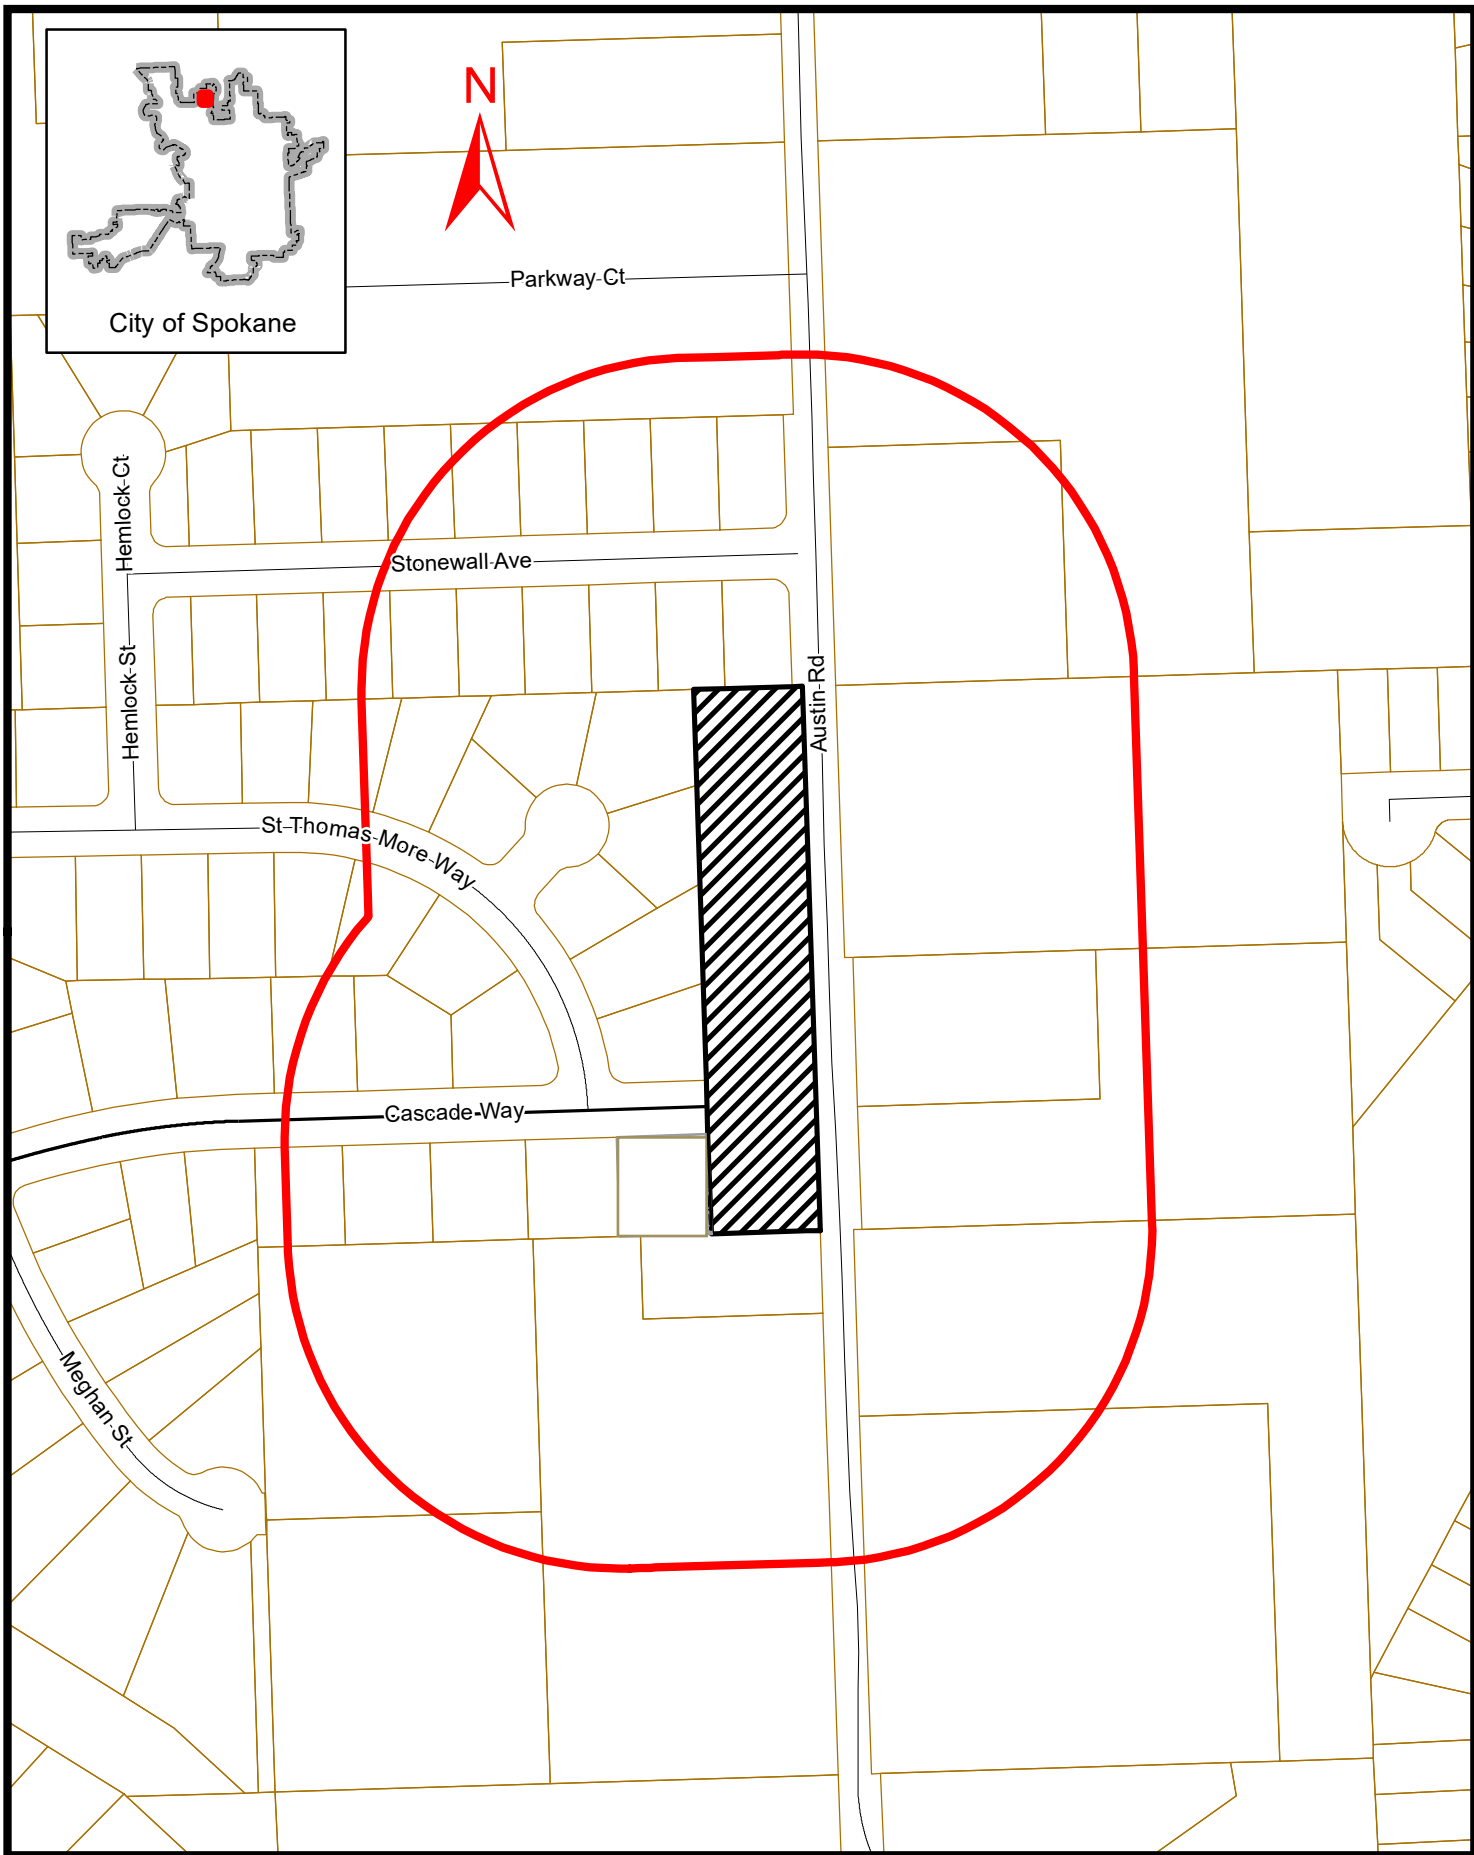 N
City of Spokane
Parkway Ct
Hemlock Ct
Stonewall Ave
Hemlock St
Austin Rd
St Thomas More Way
Cascade Way
Meghan St